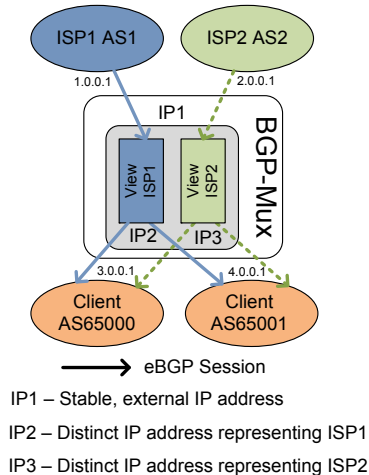 ISP1 AS1
ISP2 AS2
1.0.0.1
2.0.0.1
IP1
BGP-Mux
View ISP1
View ISP2
IP2
IP3
3.0.0.1
4.0.0.1
Client
AS65000
Client
AS65001
eBGP Session
IP1 – Stable, external IP address
IP2 – Distinct IP address representing ISP1
IP3 – Distinct IP address representing ISP2